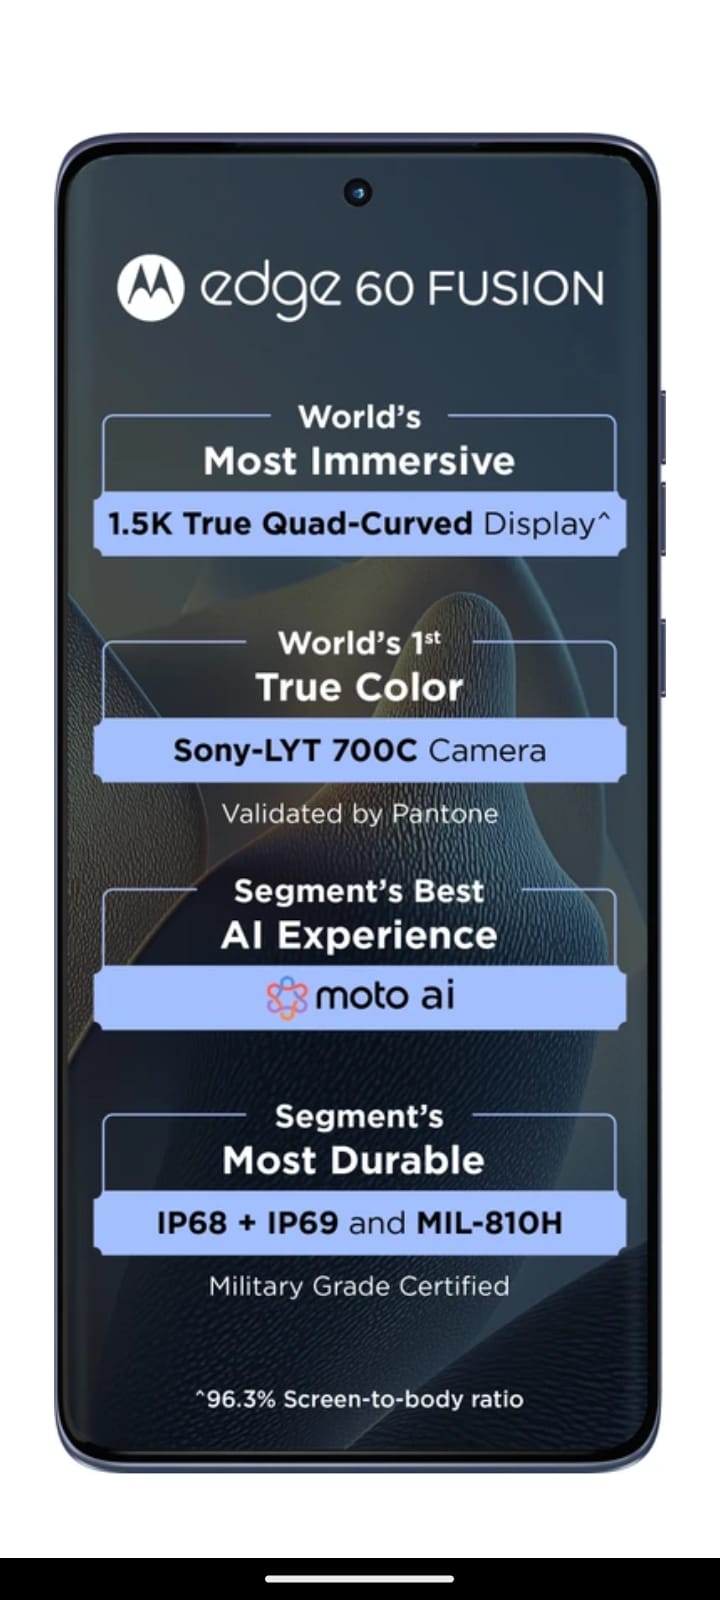 edge 60 FUSION
World's
Most Immersive
1.5K True Quad-Curved Display^
World's 1st
True Color
Sony-LYT 700C Camera
Validated by Pantone
Segment's Best
AI Experience
moto ai
Segment's
Most Durable
IP68 + IP69 and MIL-810H
Military Grade Certified
^96.3% Screen-to-body ratio